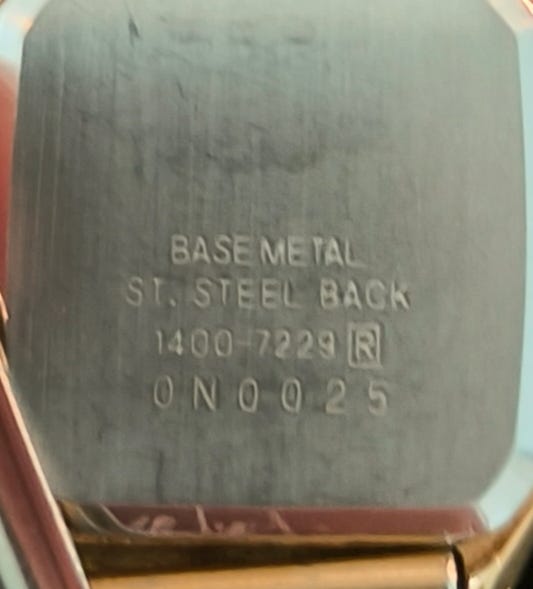 BASE METAL
ST. STEEL BACK
1400-7229 R
0N0025